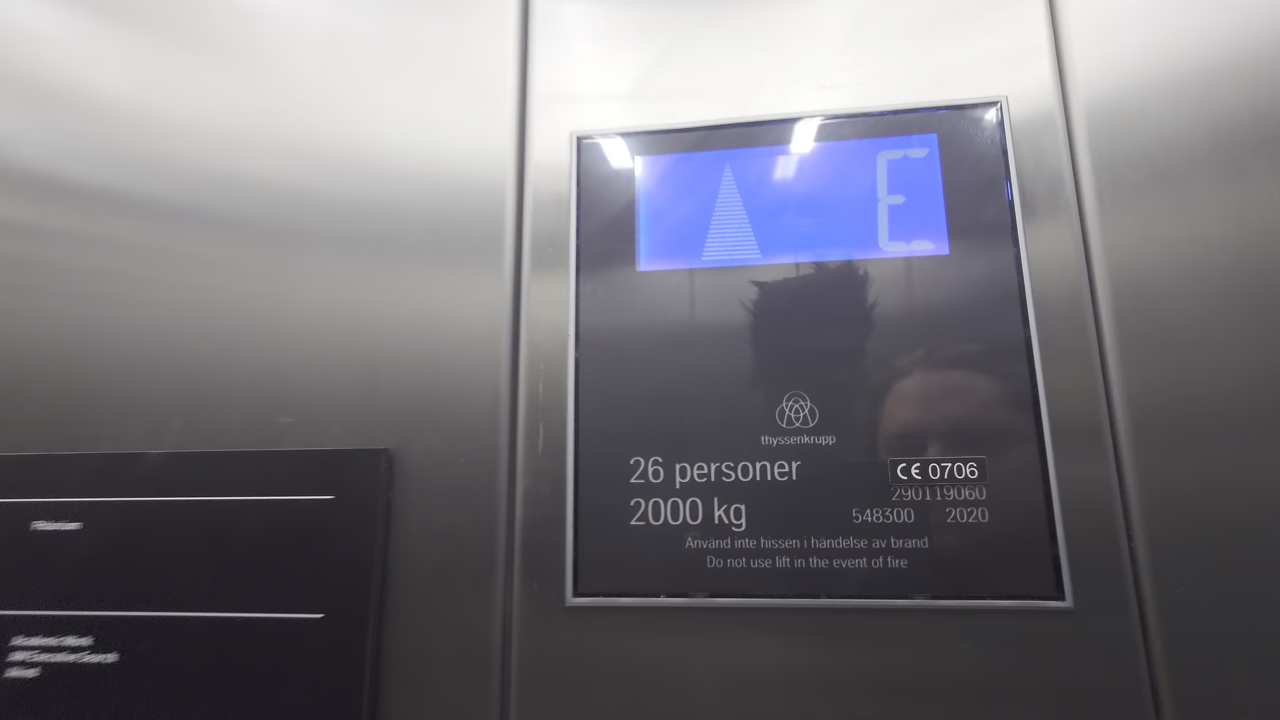 E
thyssenkrupp
26 personer
CE 0706
290119060
2000 kg
548300 2020
Använd inte hissen i händelse av brand
Do not use lift in the event of fire